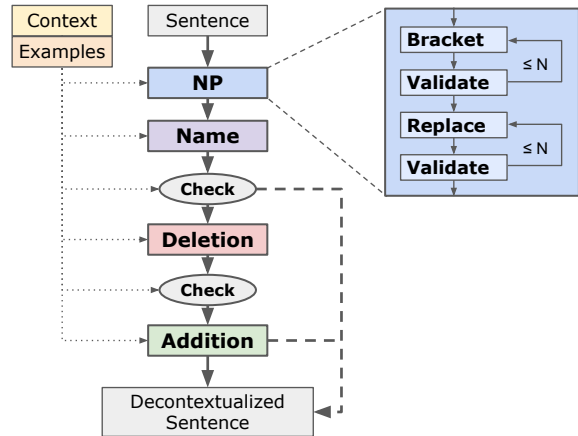 Context
Examples
Sentence
NP
Name
Check
Deletion
Check
Addition
Decontextualized
Sentence
Bracket
≤ N
Validate
Replace
≤ N
Validate